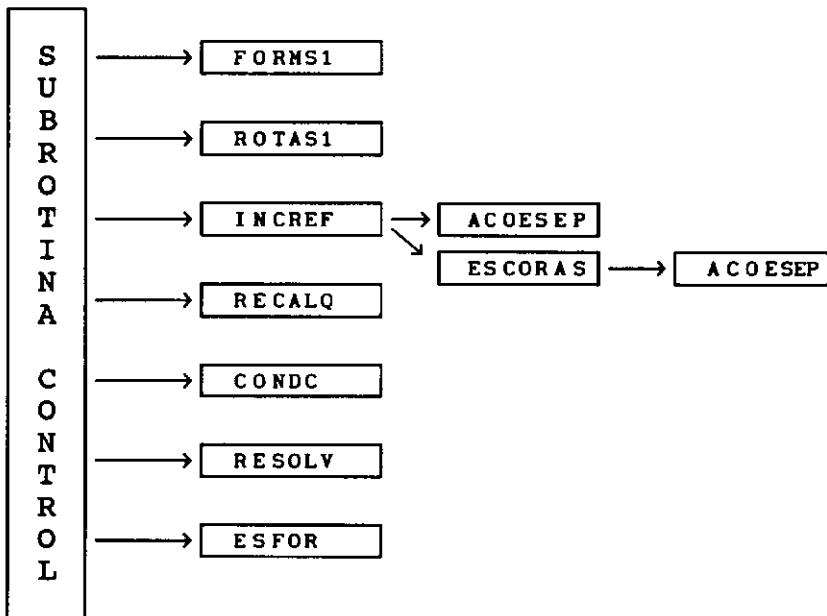 SUBROTINA CONTROL
FORMS1
ROTAS1
INCREF
ACOESEP
ESCORAS
ACOESEP
RECALQ
CONDC
RESOLV
ESFOR